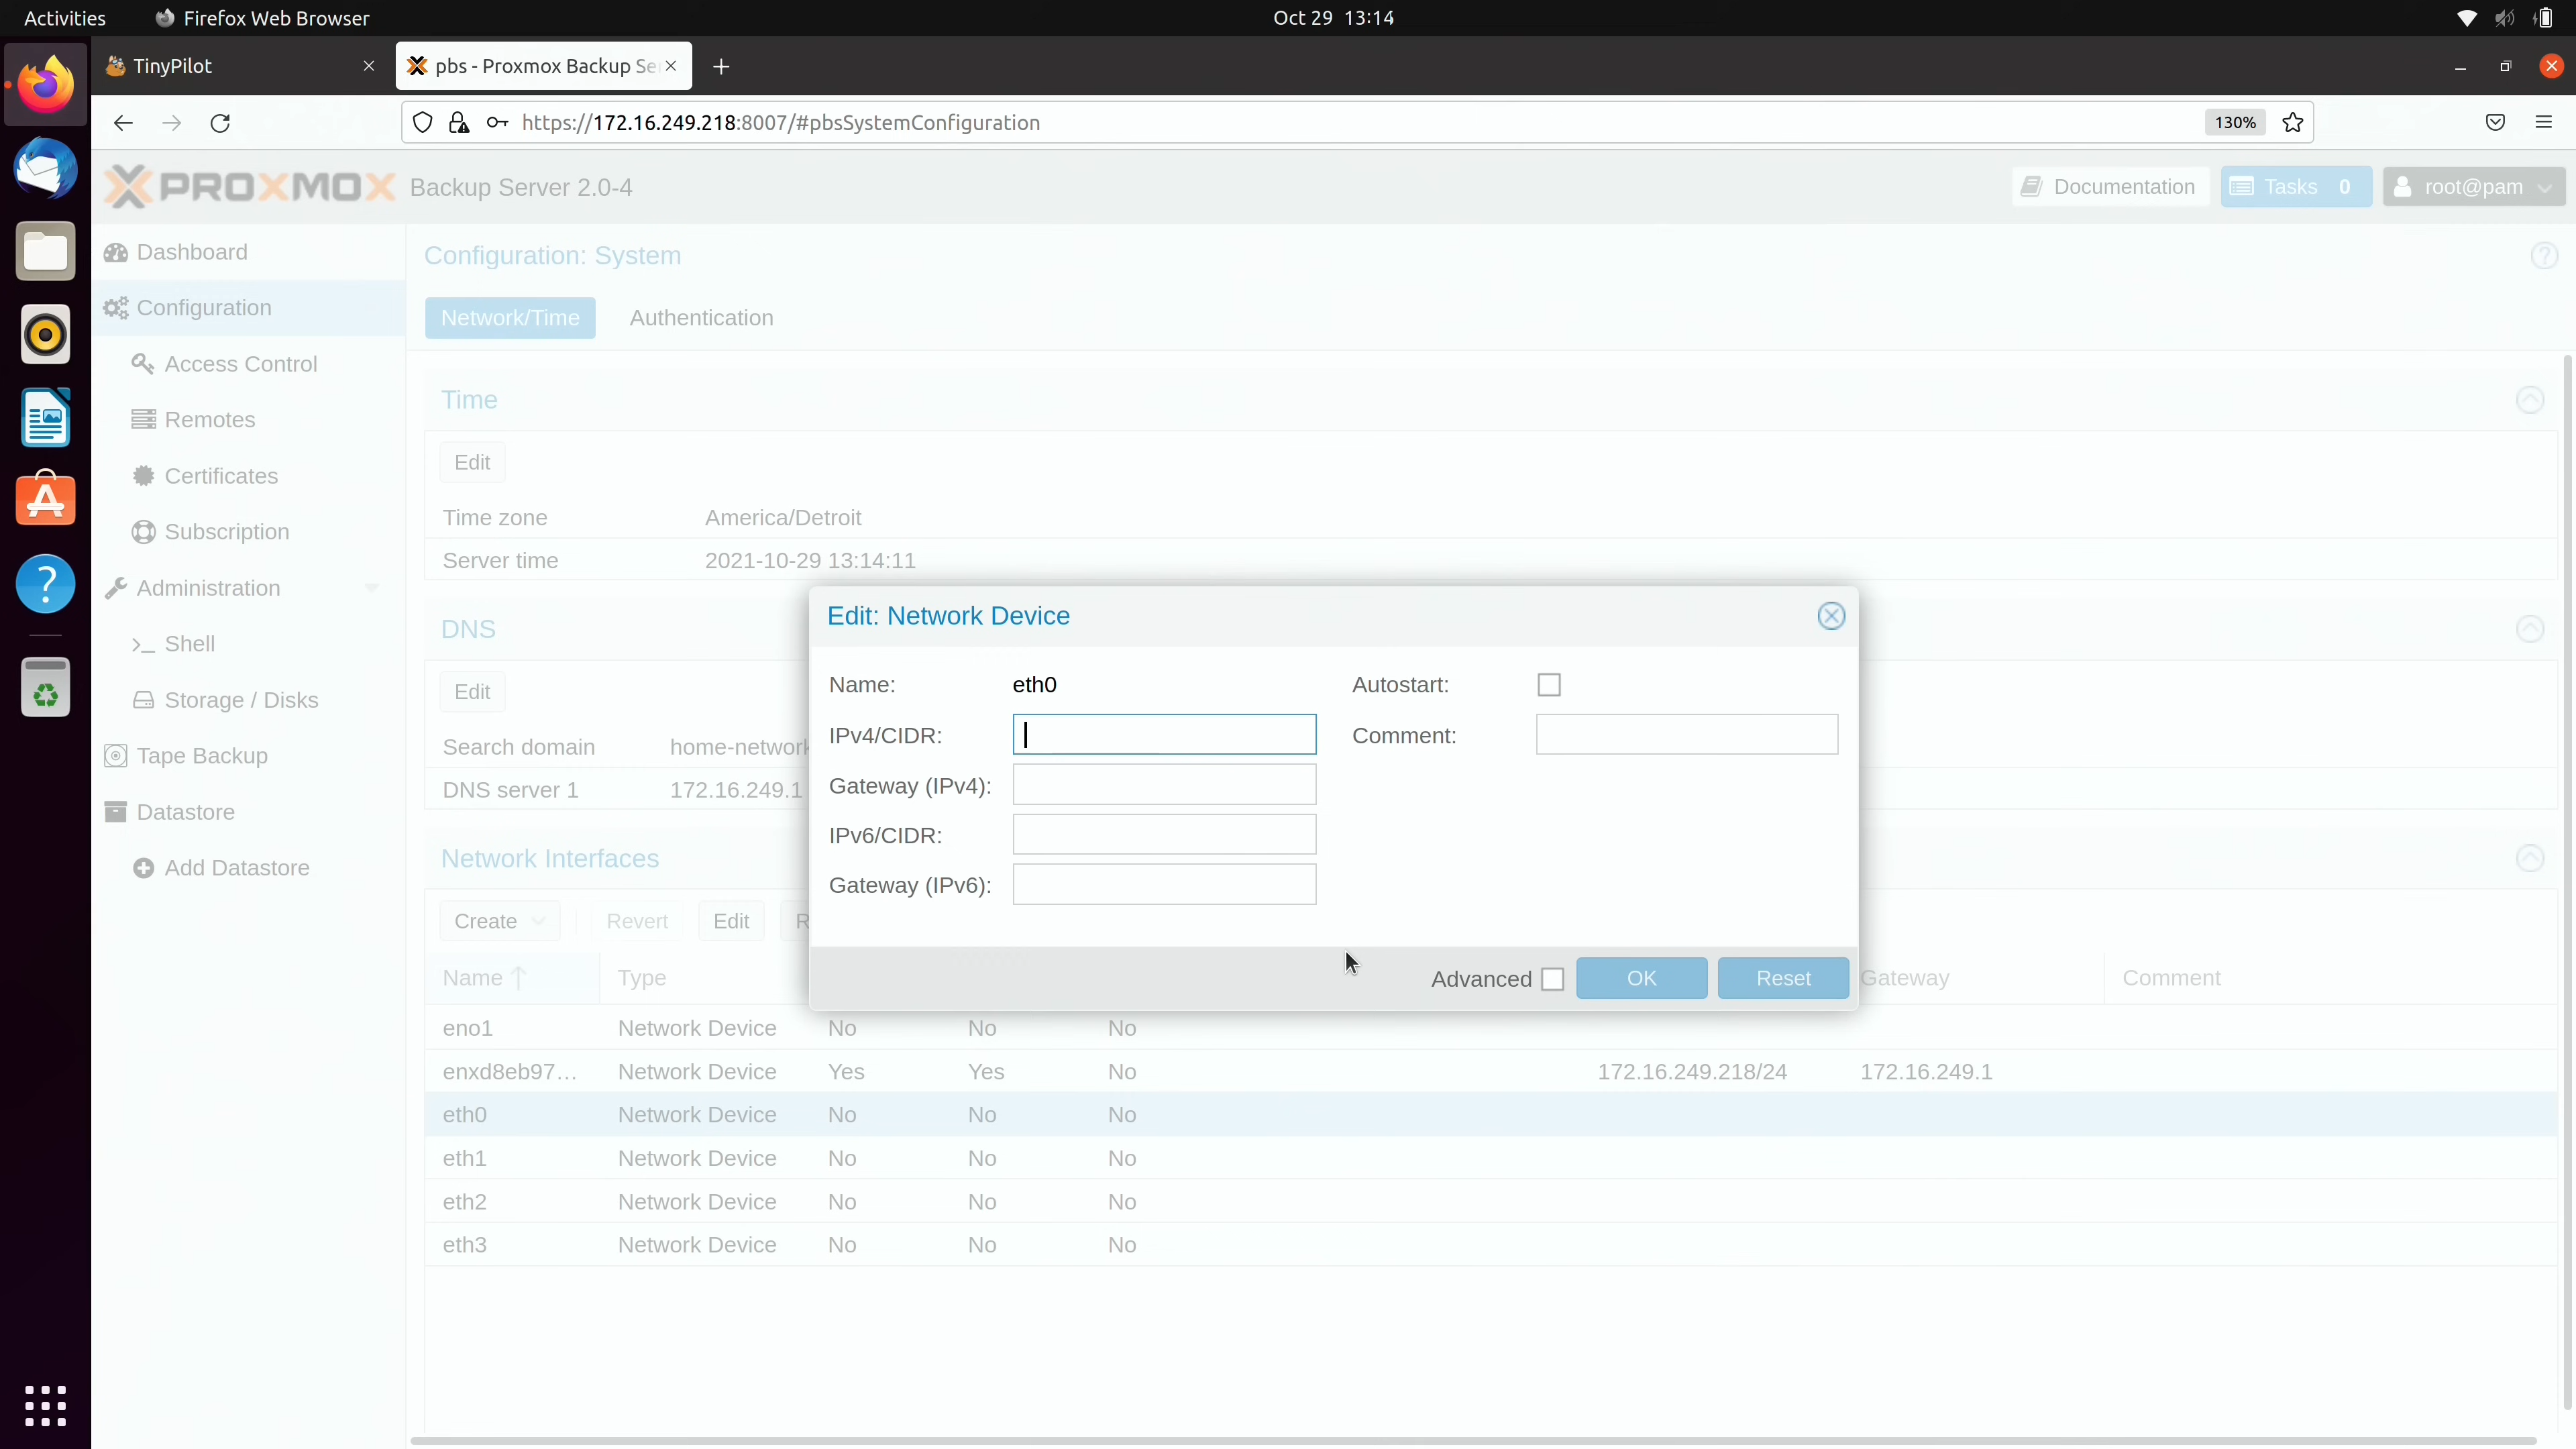 Activities
Firefox Web Browser
Oct 29 13:14
TinyPilot
pbs - Proxmox Backup Se
https://172.16.249.218:8007/#pbsSystemConfiguration
130%
PROXMOX Backup Server 2.0-4
Documentation
Tasks 0
root@pam
Dashboard
Configuration
Access Control
Remotes
Certificates
Subscription
Administration
Shell
Storage / Disks
Tape Backup
Datastore
Add Datastore
Configuration: System
Network/Time
Authentication
Time
Edit
Time zone America/Detroit
Server time 2021-10-29 13:14:11
DNS
Edit
Search domain home-network
DNS server 1 172.16.249.1
Edit: Network Device
Name: eth0
Autostart:
IPv4/CIDR:
Comment:
Gateway (IPv4):
IPv6/CIDR:
Gateway (IPv6):
Advanced
OK
Reset
Network Interfaces
Create
Revert
Edit
R
Name Type Gateway Comment
eno1 Network Device No No No
enxd8eb97... Network Device Yes Yes No 172.16.249.218/24 172.16.249.1
eth0 Network Device No No No
eth1 Network Device No No No
eth2 Network Device No No No
eth3 Network Device No No No